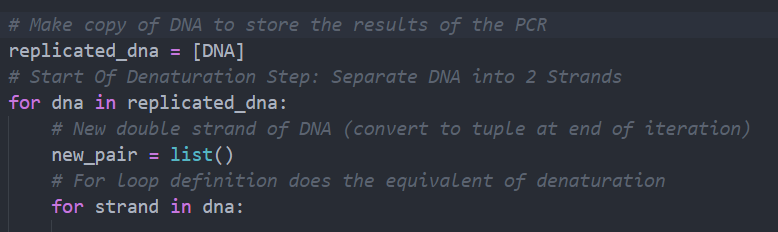 # Make copy of DNA to store the results of the PCR
replicated_dna = [DNA]
# Start Of Denaturation Step: Separate DNA into 2 Strands
for dna in replicated_dna:
    # New double strand of DNA (convert to tuple at end of iteration)
    new_pair = list()
    # For loop definition does the equivalent of denaturation
    for strand in dna: